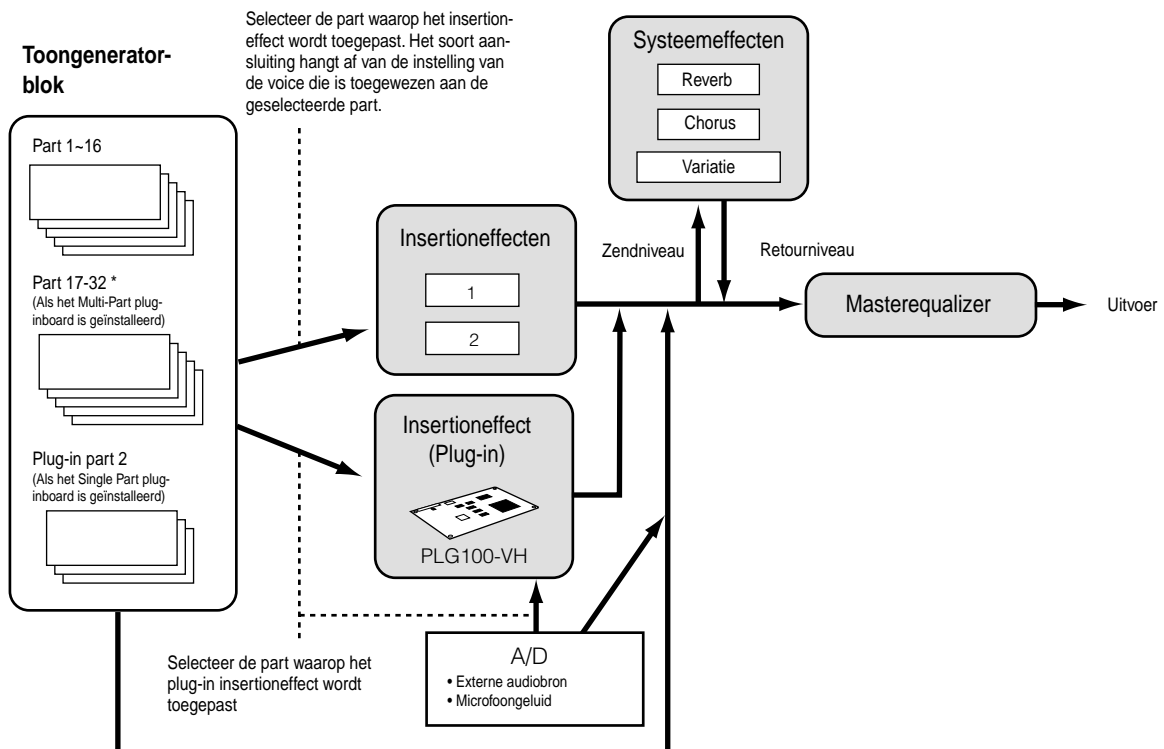 Selecteer de part waarop het insertion-
effect wordt toegepast. Het soort aan-
sluiting hangt af van de instelling van
de voice die is toegewezen aan de
geselecteerde part.
Toongenerator-
blok
Part 1~16
Part 17-32 *
(Als het Multi-Part plug-
inboard is geïnstalleerd)
Plug-in part 2
(Als het Single Part plug-
inboard is geïnstalleerd)
Insertioneffecten
1
2
Insertioneffect
(Plug-in)
PLG100-VH
Systeemeffecten
Reverb
Chorus
Variatie
Zendniveau
Retourniveau
Masterequalizer
Uitvoer
Selecteer de part waarop het
plug-in insertioneffect wordt
toegepast
A/D
• Externe audiobron
• Microfoongeluid